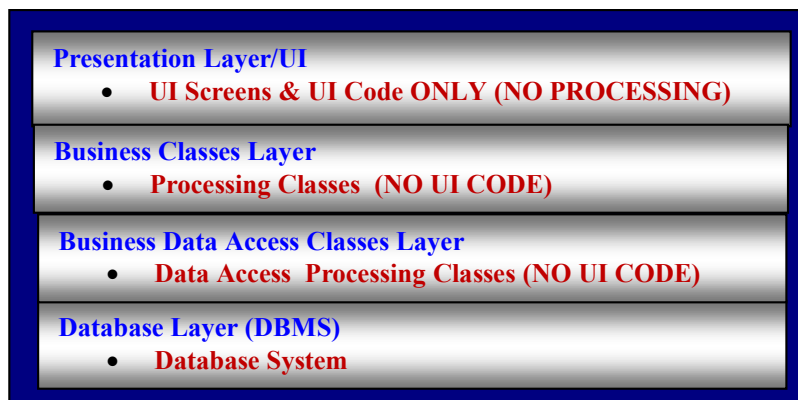 Presentation Layer/UI
• UI Screens & UI Code ONLY (NO PROCESSING)
Business Classes Layer
• Processing Classes (NO UI CODE)
Business Data Access Classes Layer
• Data Access Processing Classes (NO UI CODE)
Database Layer (DBMS)
• Database System